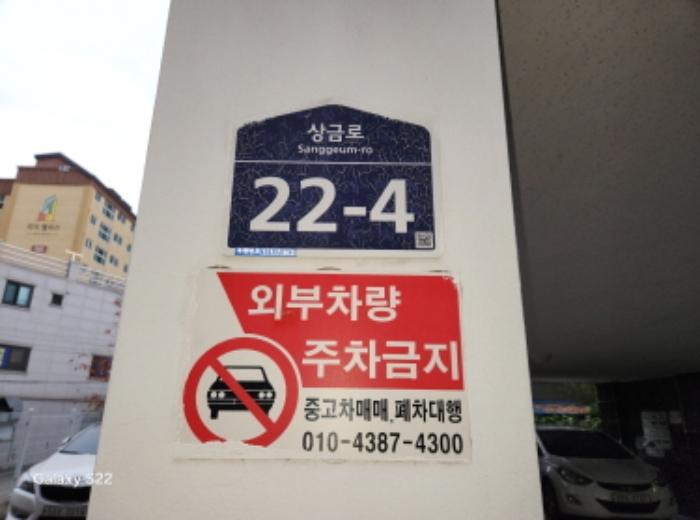 상금로
Sanggeum-ro
22-4
외부차량
주차금지
중고차매매.폐차대행
010-4387-4300
Galaxy S22